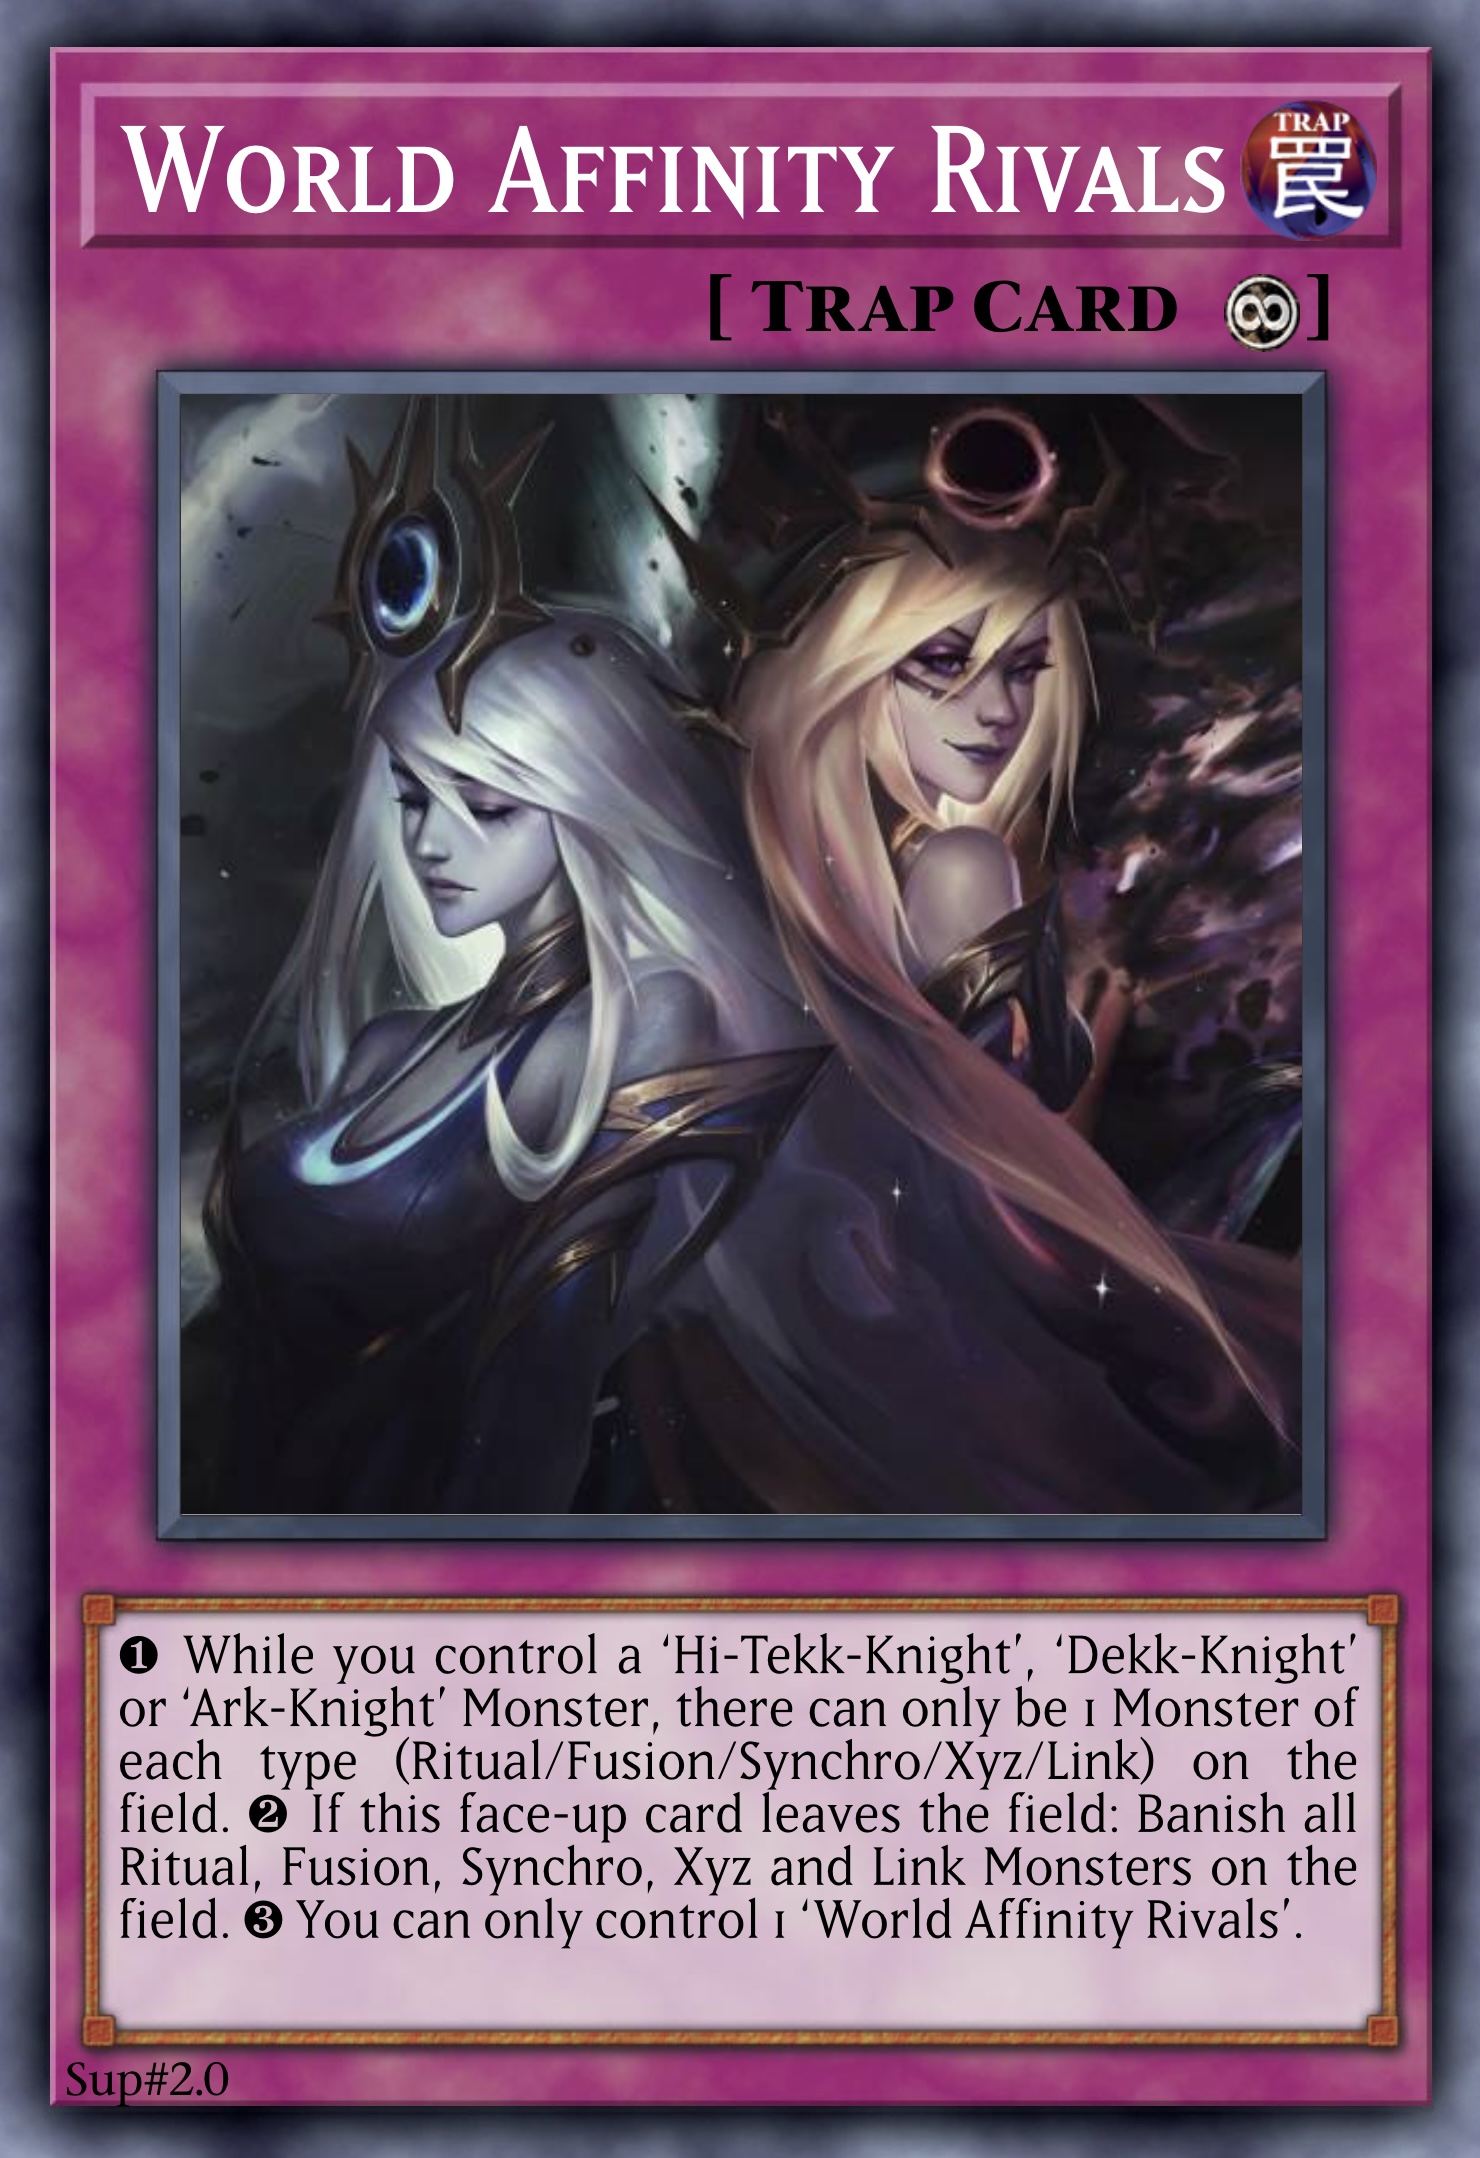 World Affinity Rivals
TRAP
罠
[ Trap Card ♾ ]
❶ While you control a ‘Hi-Tekk-Knight’, ‘Dekk-Knight’
or ‘Ark-Knight’ Monster, there can only be 1 Monster of
each type (Ritual/Fusion/Synchro/Xyz/Link) on the
field. ❷ If this face-up card leaves the field: Banish all
Ritual, Fusion, Synchro, Xyz and Link Monsters on the
field. ❸ You can only control 1 ‘World Affinity Rivals’.
Sup#2.0